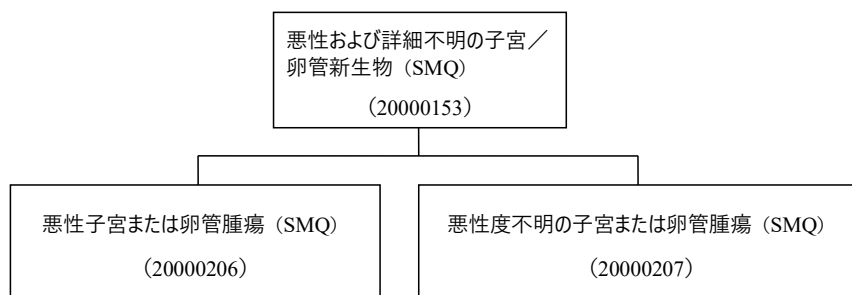 悪性および詳細不明の子宮／
卵管新生物（SMQ）
（20000153）
悪性子宮または卵管腫瘍（SMQ）
（20000206）
悪性度不明の子宮または卵管腫瘍（SMQ）
（20000207）